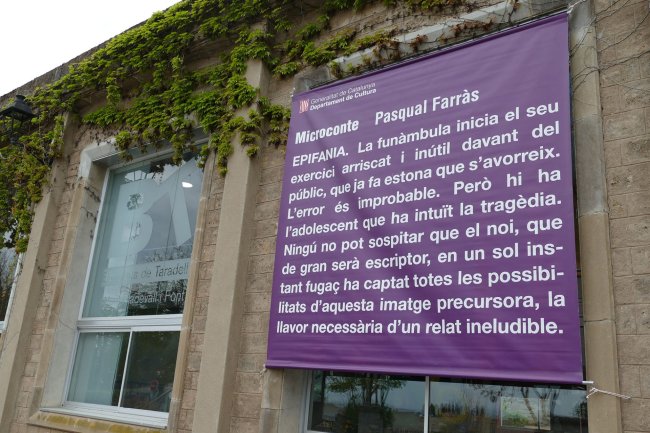 Generalitat de Catalunya
Departament de Cultura
Microconte Pasqual Farràs
EPIFANIA. La funàmbula inicia el seu
exercici arriscat i inútil davant del
públic, que ja fa estona que s'avorreix.
L'error és improbable. Però hi ha
l'adolescent que ha intuït la tragèdia.
Ningú no pot sospitar que el noi, que
de gran serà escriptor, en un sol ins-
tant fugaç ha captat totes les possibi-
litats d'aquesta imatge precursora, la
llavor necessària d'un relat ineludible.
de Taradell